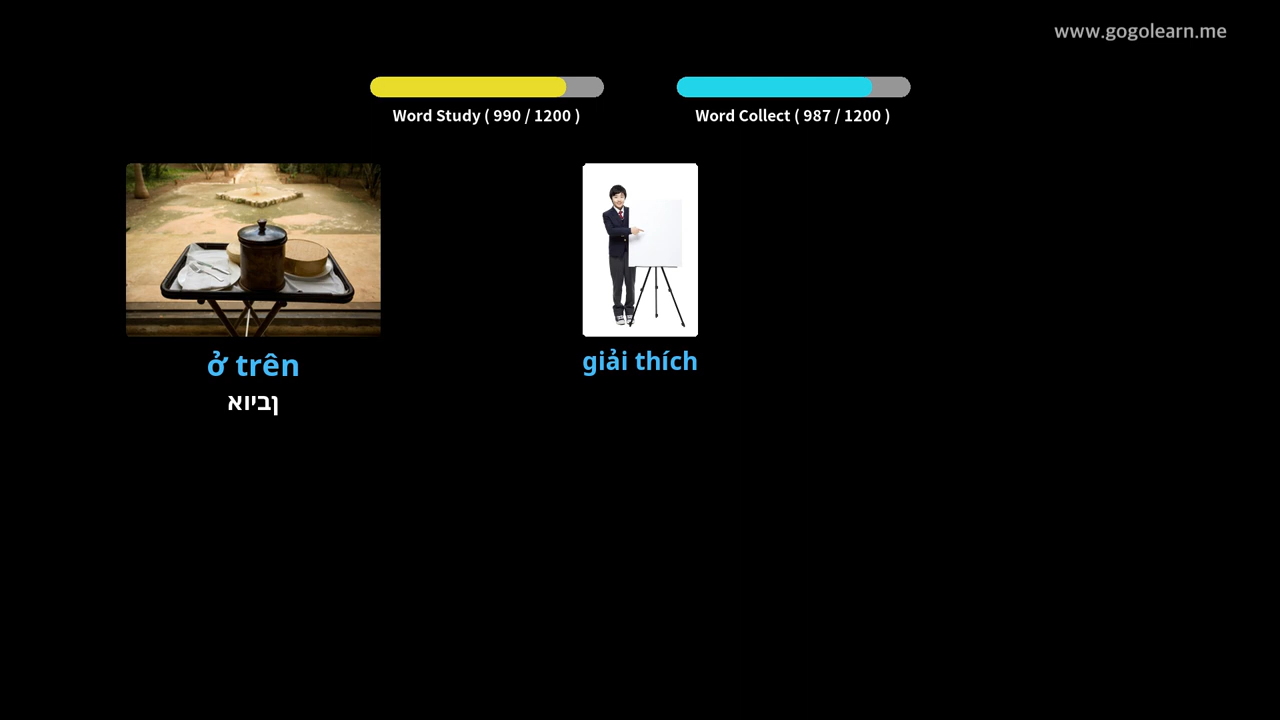 www.gogolearn.me
Word Study ( 990 / 1200 )
Word Collect ( 987 / 1200 )
ở trên
ןביוא
giải thích